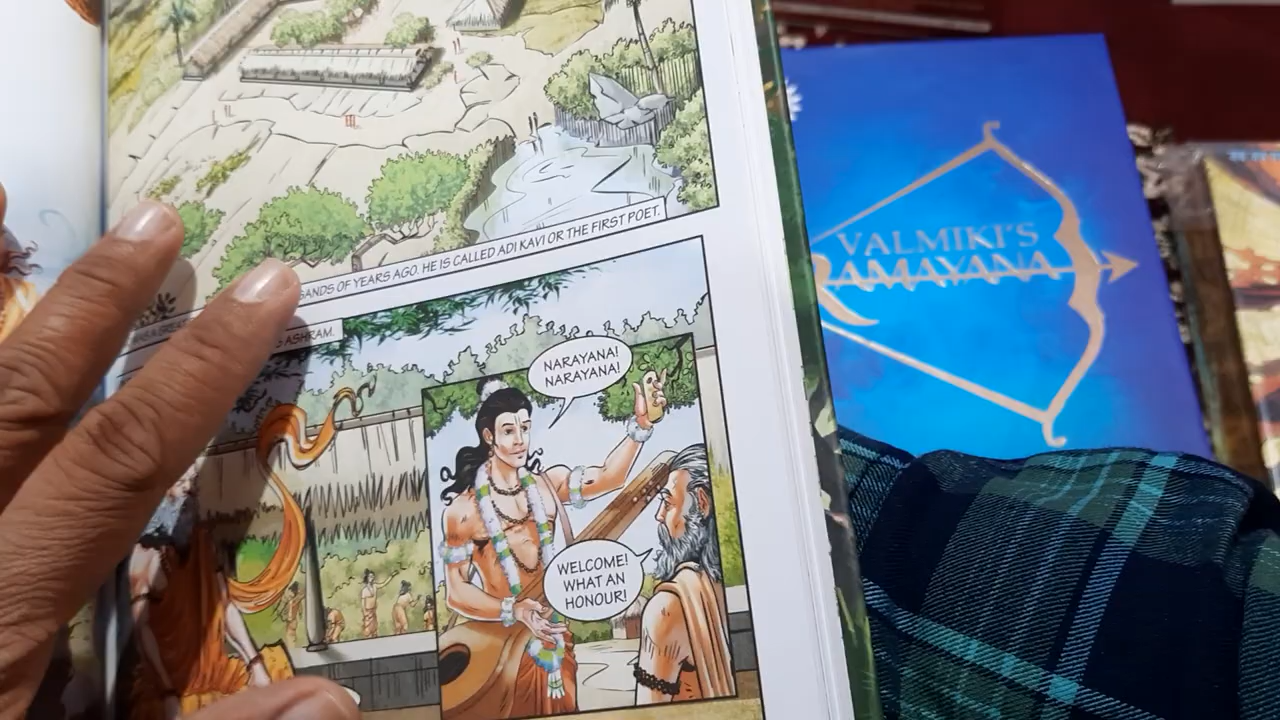 SANDS OF YEARS AGO. HE IS CALLED ADI KAVI OR THE FIRST POET.
ASHRAM.
NARAYANA!
NARAYANA!
WELCOME!
WHAT AN
HONOUR!
VALMIKI'S
RAMAYANA